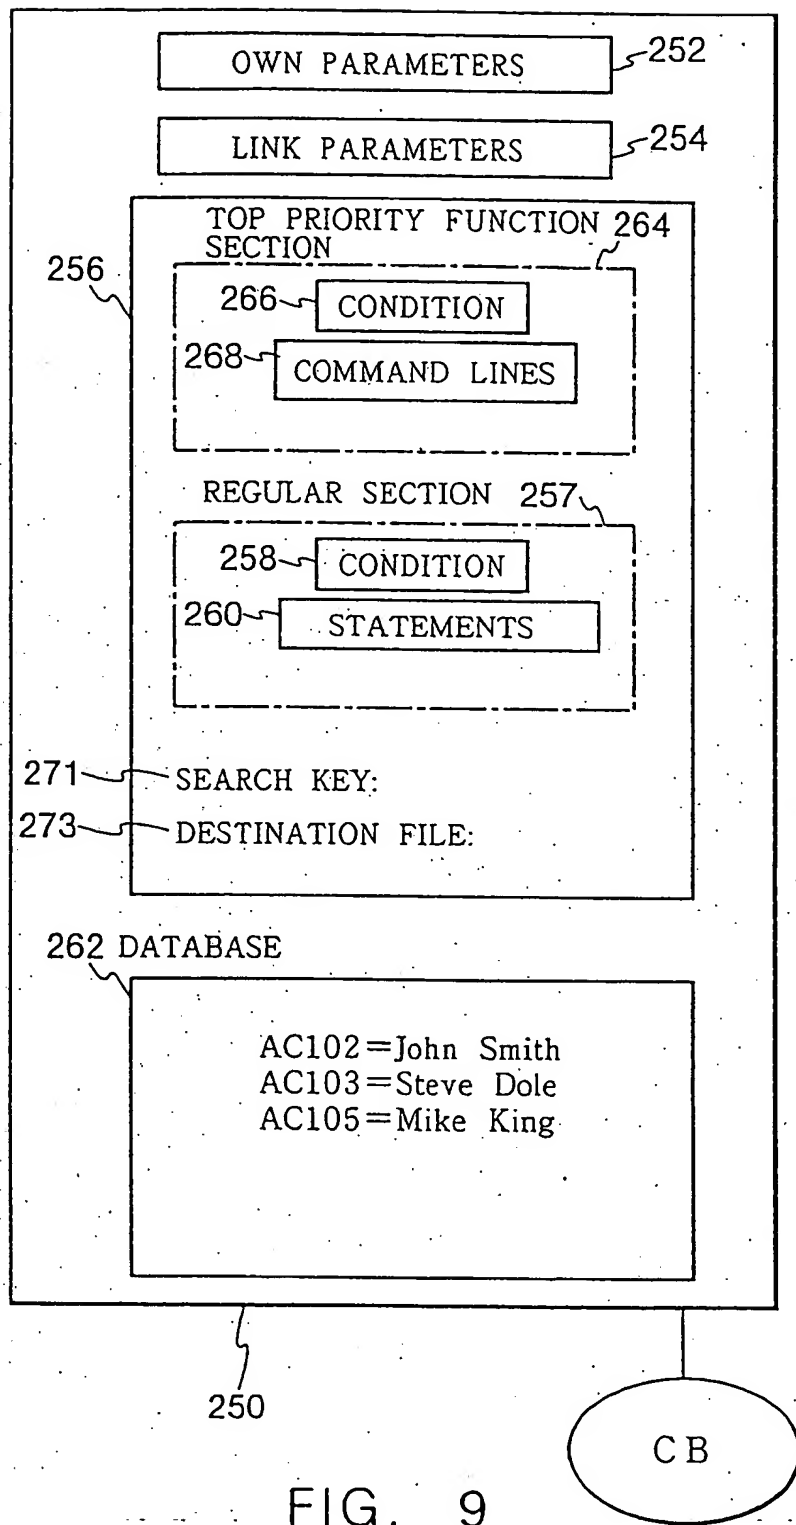 OWN PARAMETERS 252
LINK PARAMETERS 254
TOP PRIORITY FUNCTION 264
SECTION
256
266 CONDITION
268 COMMAND LINES
REGULAR SECTION 257
258 CONDITION
260 STATEMENTS
271 SEARCH KEY:
273 DESTINATION FILE:
262 DATABASE
AC102=John Smith
AC103=Steve Dole
AC105=Mike King
250
CB
FIG. 9